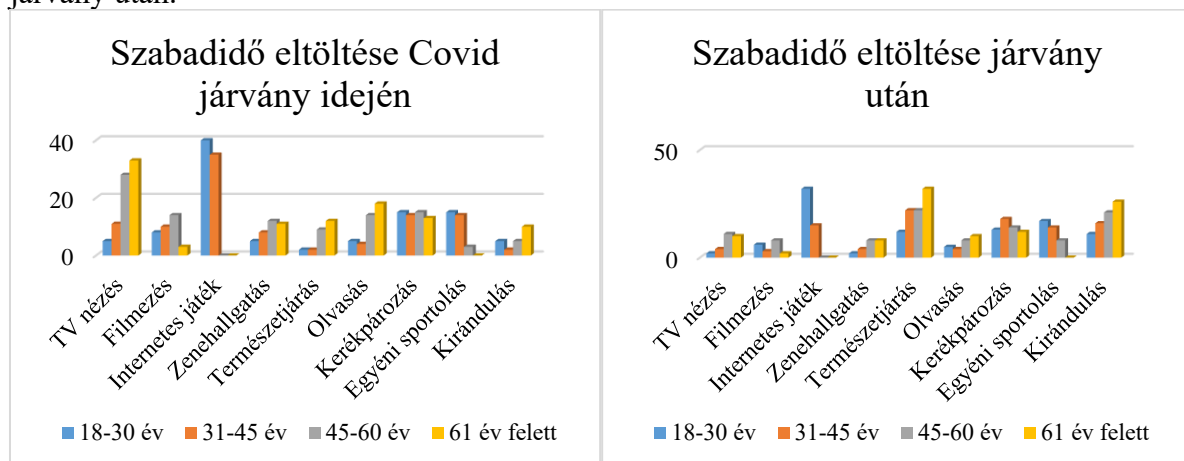 járvány után.
Szabadidő eltöltése Covid
járvány idején
40
20
0
TV nézés
Filmezés
Internetes játék
Zenehallgatás
Természetjárás
Olvasás
Kerékpározás
Egyéni sportolás
Kirándulás
18-30 év
31-45 év
45-60 év
61 év felett
Szabadidő eltöltése járvány
után
50
0
TV nézés
Filmezés
Internetes játék
Zenehallgatás
Természetjárás
Olvasás
Kerékpározás
Egyéni sportolás
Kirándulás
18-30 év
31-45 év
45-60 év
61 év felett